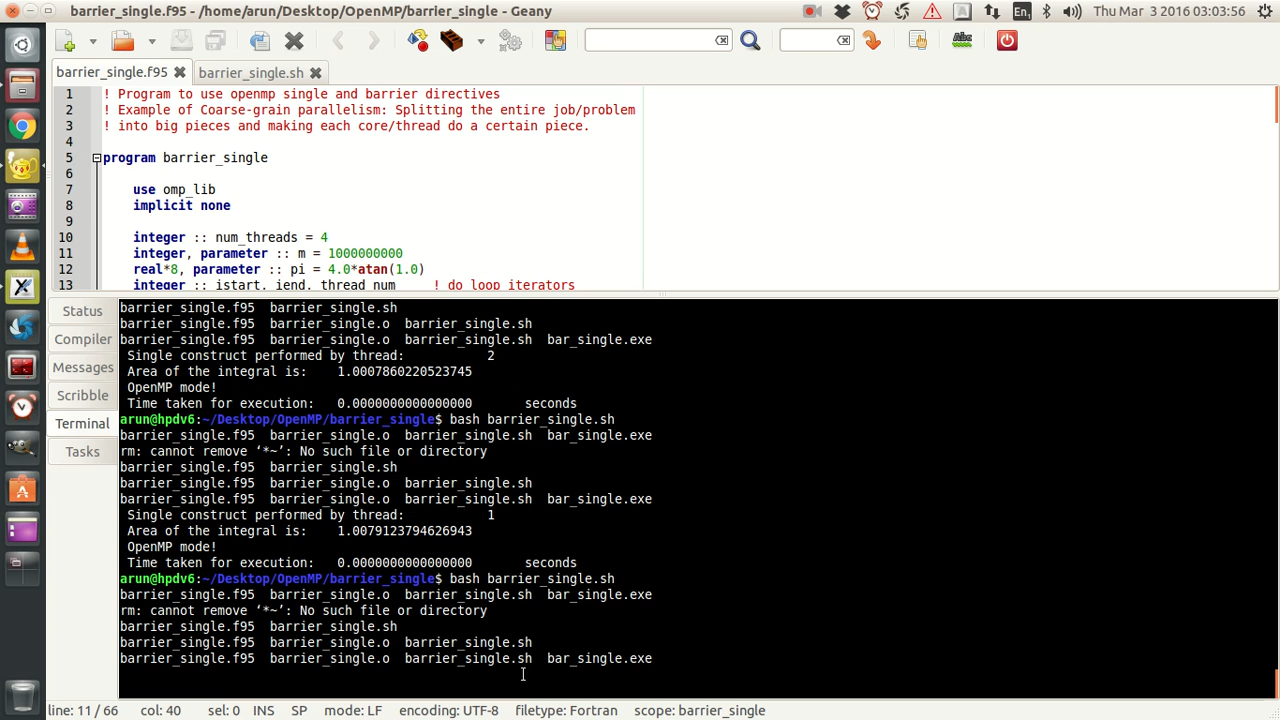 barrier_single.f95 - /home/arun/Desktop/OpenMP/barrier_single - Geany
En1
Thu Mar 3 2016 03:03:56
Abc
barrier_single.f95
barrier_single.sh
1 ! Program to use openmp single and barrier directives
2 ! Example of Coarse-grain parallelism: Splitting the entire job/problem
3 ! into big pieces and making each core/thread do a certain piece.
4
5 program barrier_single
6
7 use omp_lib
8 implicit none
9
10 integer :: num_threads = 4
11 integer, parameter :: m = 1000000000
12 real*8, parameter :: pi = 4.0*atan(1.0)
13 integer :: istart, iend, thread_num ! do loop iterators
Status
Compiler
Messages
Scribble
Terminal
Tasks
barrier_single.f95 barrier_single.sh
barrier_single.f95 barrier_single.o barrier_single.sh
barrier_single.f95 barrier_single.o barrier_single.sh bar_single.exe
Single construct performed by thread: 2
Area of the integral is: 1.0007860220523745
OpenMP mode!
Time taken for execution: 0.0000000000000000 seconds
arun@hpdv6:~/Desktop/OpenMP/barrier_single$ bash barrier_single.sh
barrier_single.f95 barrier_single.o barrier_single.sh bar_single.exe
rm: cannot remove ‘*~’: No such file or directory
barrier_single.f95 barrier_single.sh
barrier_single.f95 barrier_single.o barrier_single.sh
barrier_single.f95 barrier_single.o barrier_single.sh bar_single.exe
Single construct performed by thread: 1
Area of the integral is: 1.0079123794626943
OpenMP mode!
Time taken for execution: 0.0000000000000000 seconds
arun@hpdv6:~/Desktop/OpenMP/barrier_single$ bash barrier_single.sh
barrier_single.f95 barrier_single.o barrier_single.sh bar_single.exe
rm: cannot remove ‘*~’: No such file or directory
barrier_single.f95 barrier_single.sh
barrier_single.f95 barrier_single.o barrier_single.sh
barrier_single.f95 barrier_single.o barrier_single.sh bar_single.exe
line: 11 / 66 col: 40 sel: 0 INS SP mode: LF encoding: UTF-8 filetype: Fortran scope: barrier_single